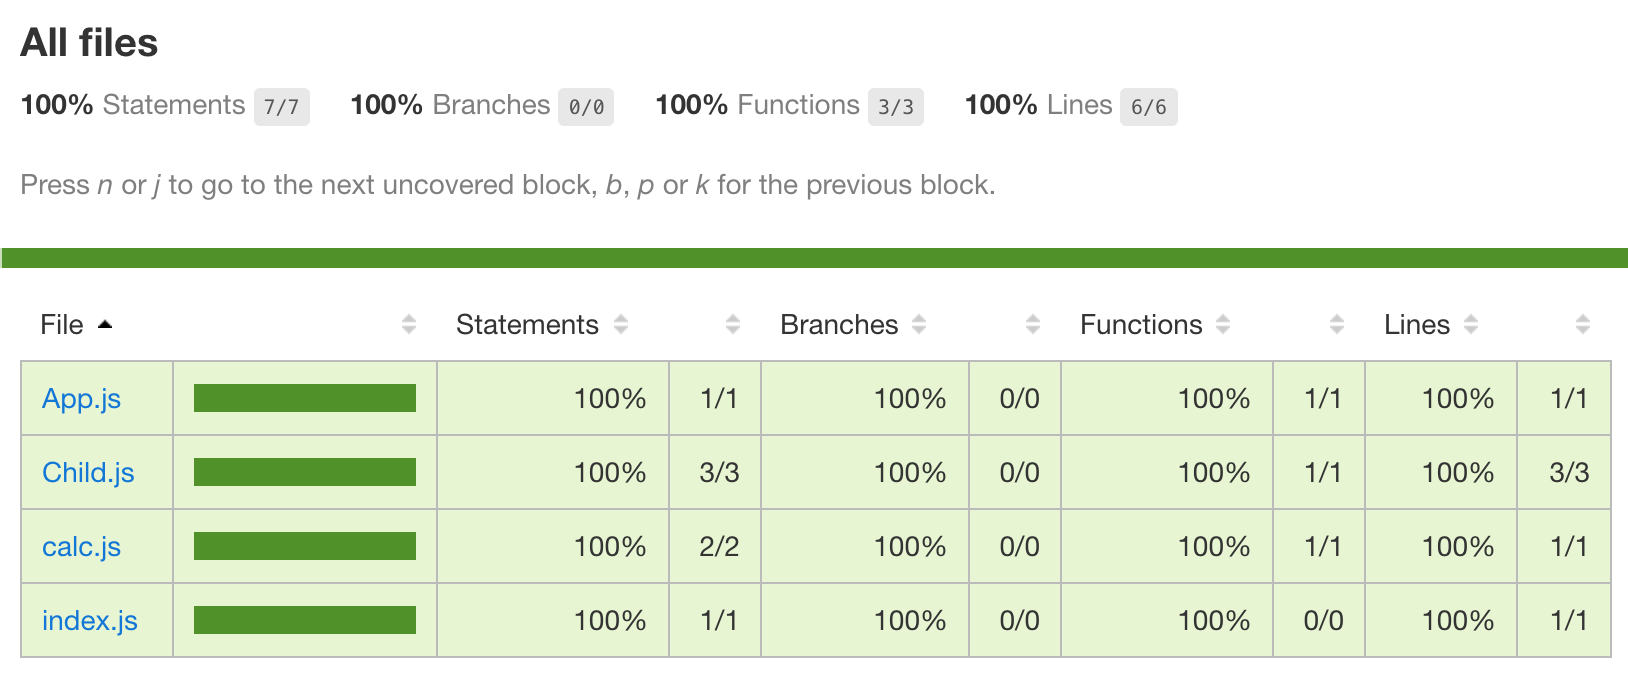 All files
100% Statements 7/7 100% Branches 0/0 100% Functions 3/3 100% Lines 6/6
Press n or j to go to the next uncovered block, b, p or k for the previous block.
File Statements Branches Functions Lines
App.js 100% 1/1 100% 0/0 100% 1/1 100% 1/1
Child.js 100% 3/3 100% 0/0 100% 1/1 100% 3/3
calc.js 100% 2/2 100% 0/0 100% 1/1 100% 1/1
index.js 100% 1/1 100% 0/0 100% 0/0 100% 1/1